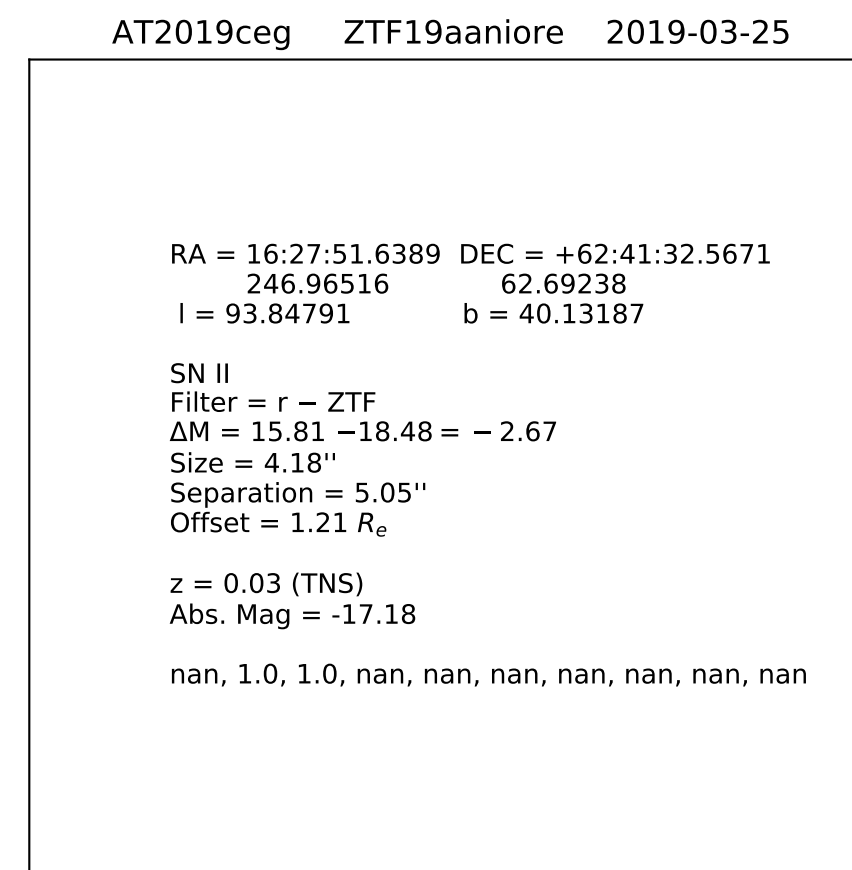 AT2019ceg ZTF19aaniore 2019-03-25
RA = 16:27:51.6389 DEC = +62:41:32.5671
246.96516 62.69238
l = 93.84791 b = 40.13187
SN II
Filter = r − ZTF
ΔM = 15.81 −18.48 = − 2.67
Size = 4.18''
Separation = 5.05''
Offset = 1.21 Re
z = 0.03 (TNS)
Abs. Mag = -17.18
nan, 1.0, 1.0, nan, nan, nan, nan, nan, nan, nan